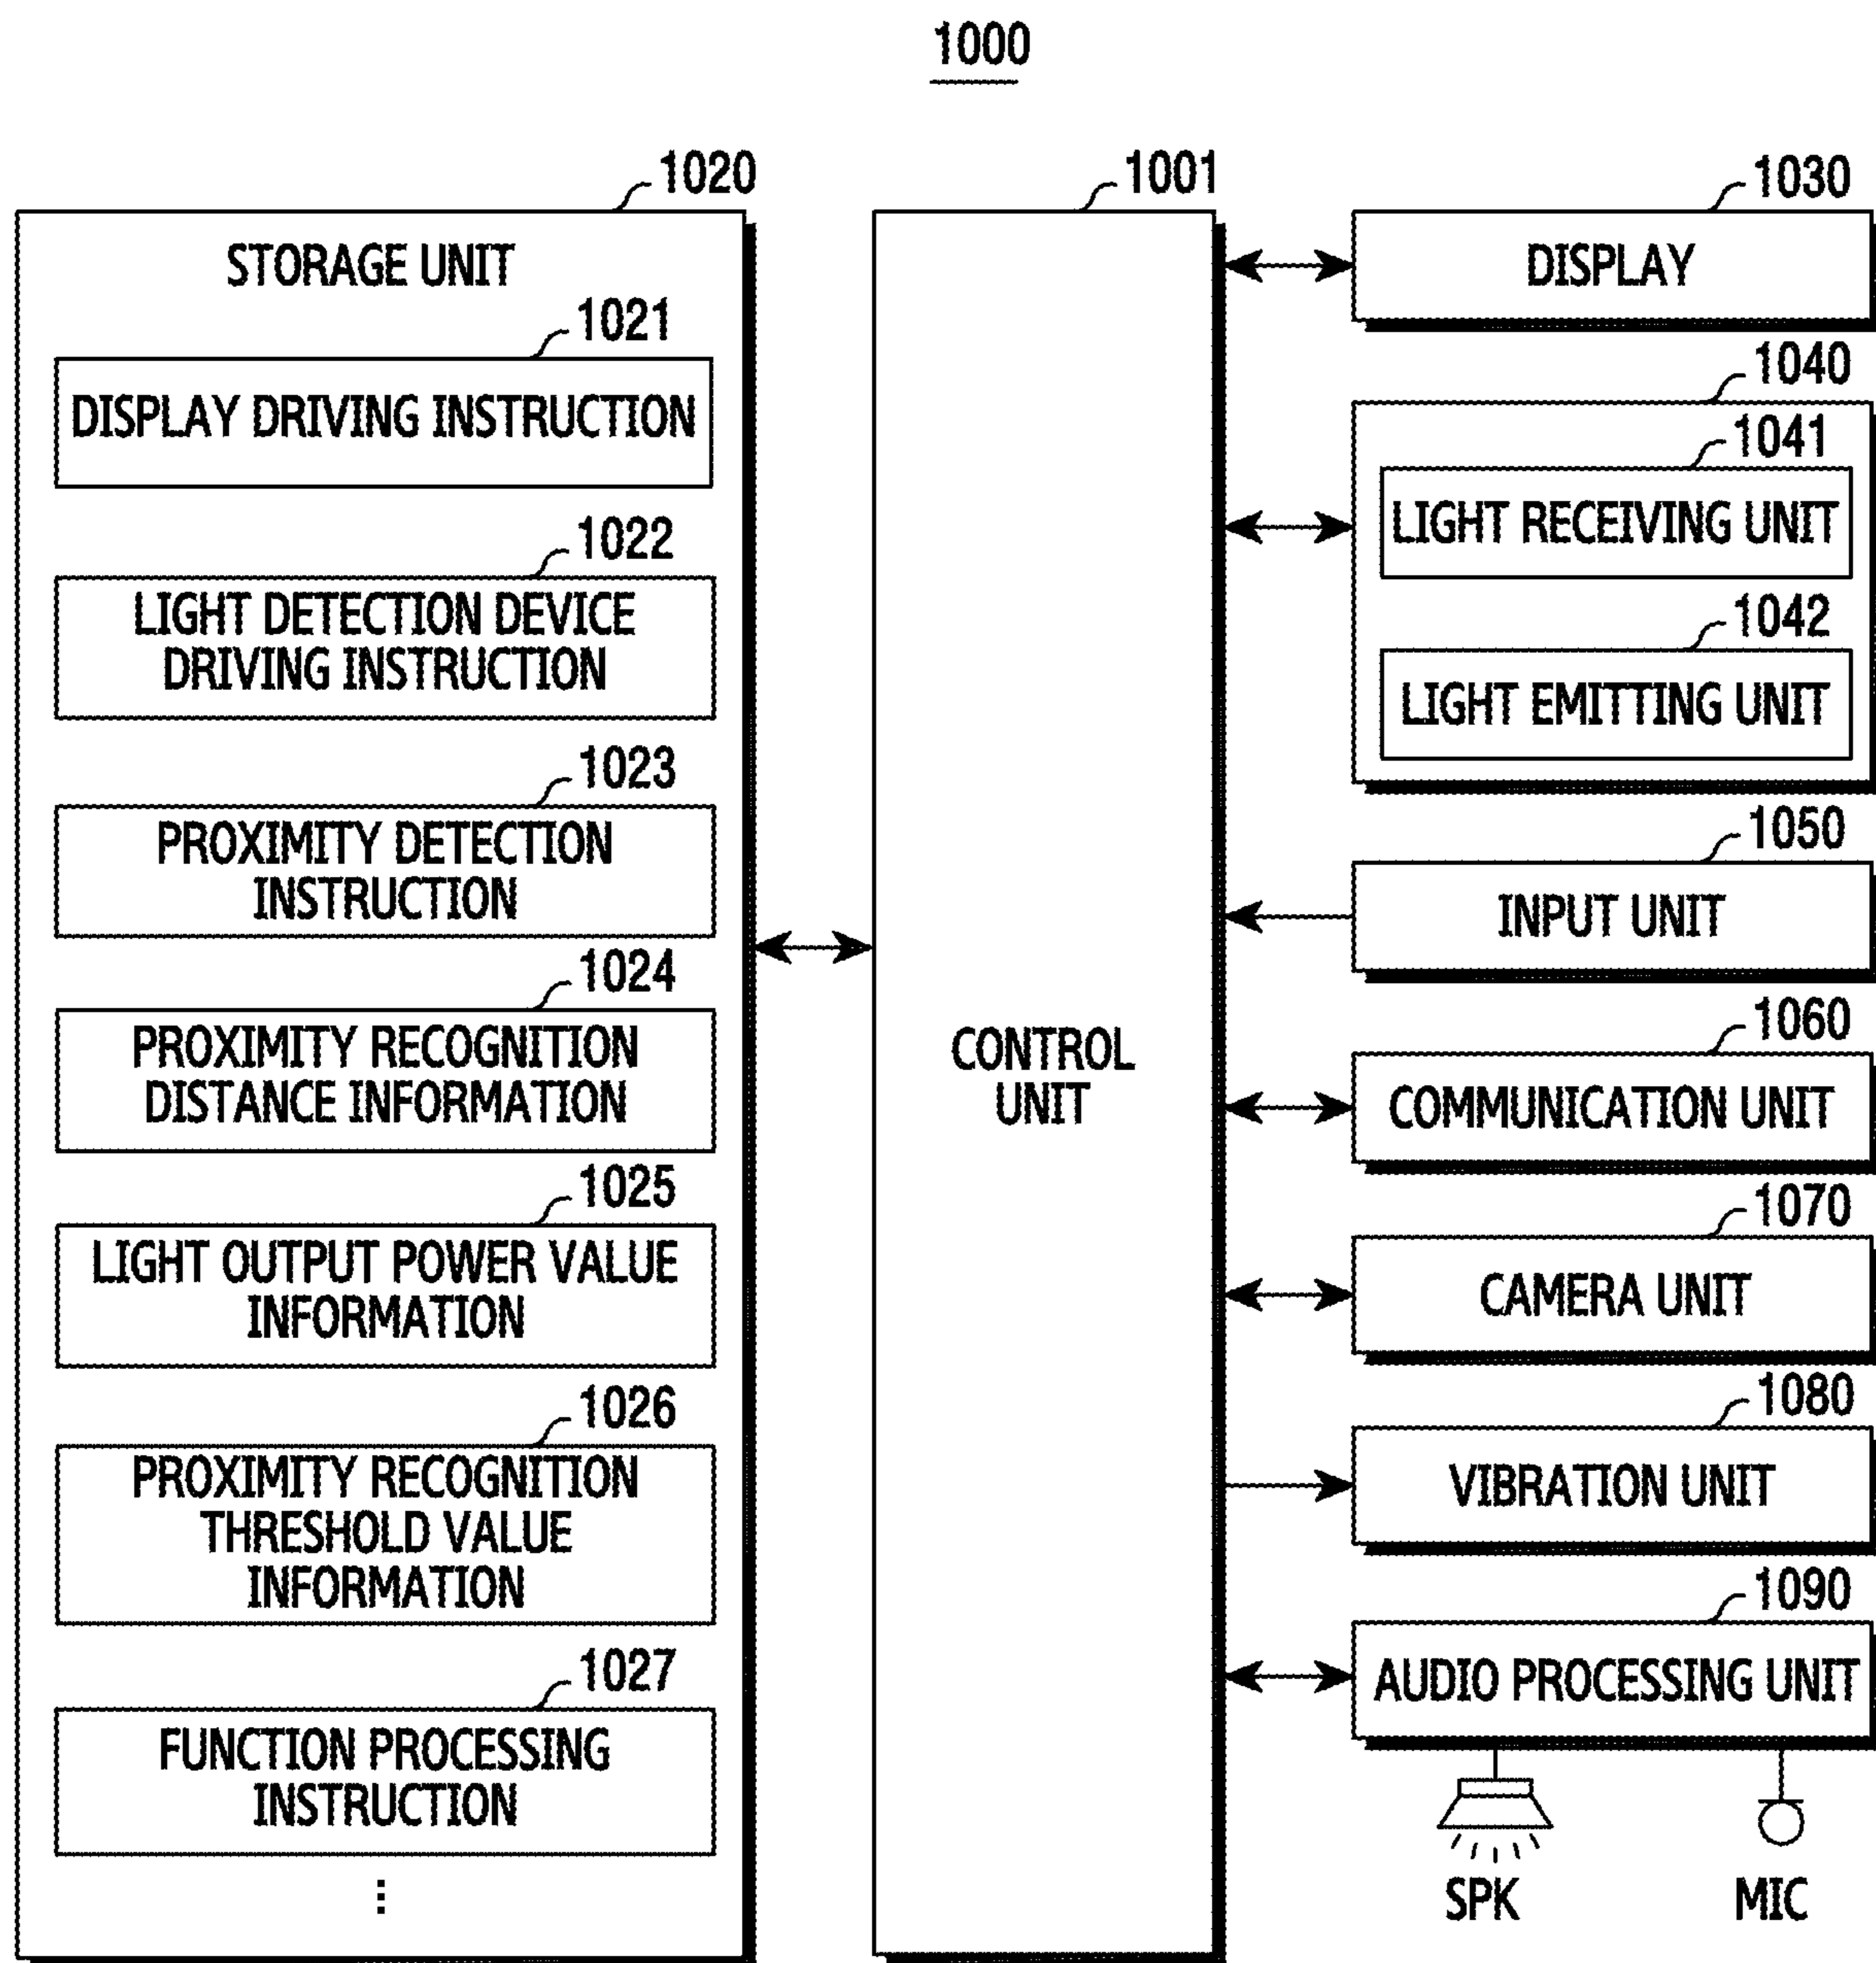 1000
1020
STORAGE UNIT
1021
DISPLAY DRIVING INSTRUCTION
1022
LIGHT DETECTION DEVICE
DRIVING INSTRUCTION
1023
PROXIMITY DETECTION
INSTRUCTION
1024
PROXIMITY RECOGNITION
DISTANCE INFORMATION
1025
LIGHT OUTPUT POWER VALUE
INFORMATION
1026
PROXIMITY RECOGNITION
THRESHOLD VALUE
INFORMATION
1027
FUNCTION PROCESSING
INSTRUCTION
⋮
1001
CONTROL
UNIT
1030
DISPLAY
1040
1041
LIGHT RECEIVING UNIT
1042
LIGHT EMITTING UNIT
1050
INPUT UNIT
1060
COMMUNICATION UNIT
1070
CAMERA UNIT
1080
VIBRATION UNIT
1090
AUDIO PROCESSING UNIT
SPK
MIC